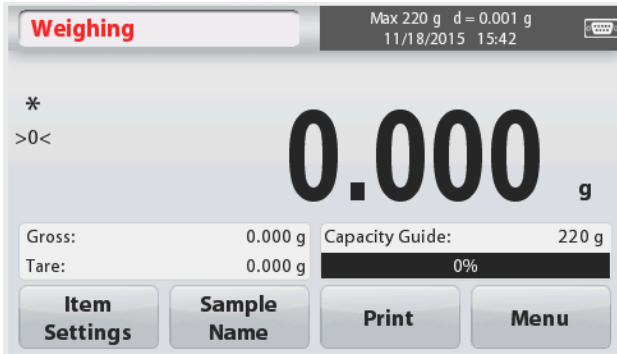 Weighing
Max 220 g d = 0.001 g
11/18/2015 15:42
*
>0<
0.000 g
Gross: 0.000 g
Tare: 0.000 g
Capacity Guide: 220 g
0%
Item Settings
Sample Name
Print
Menu